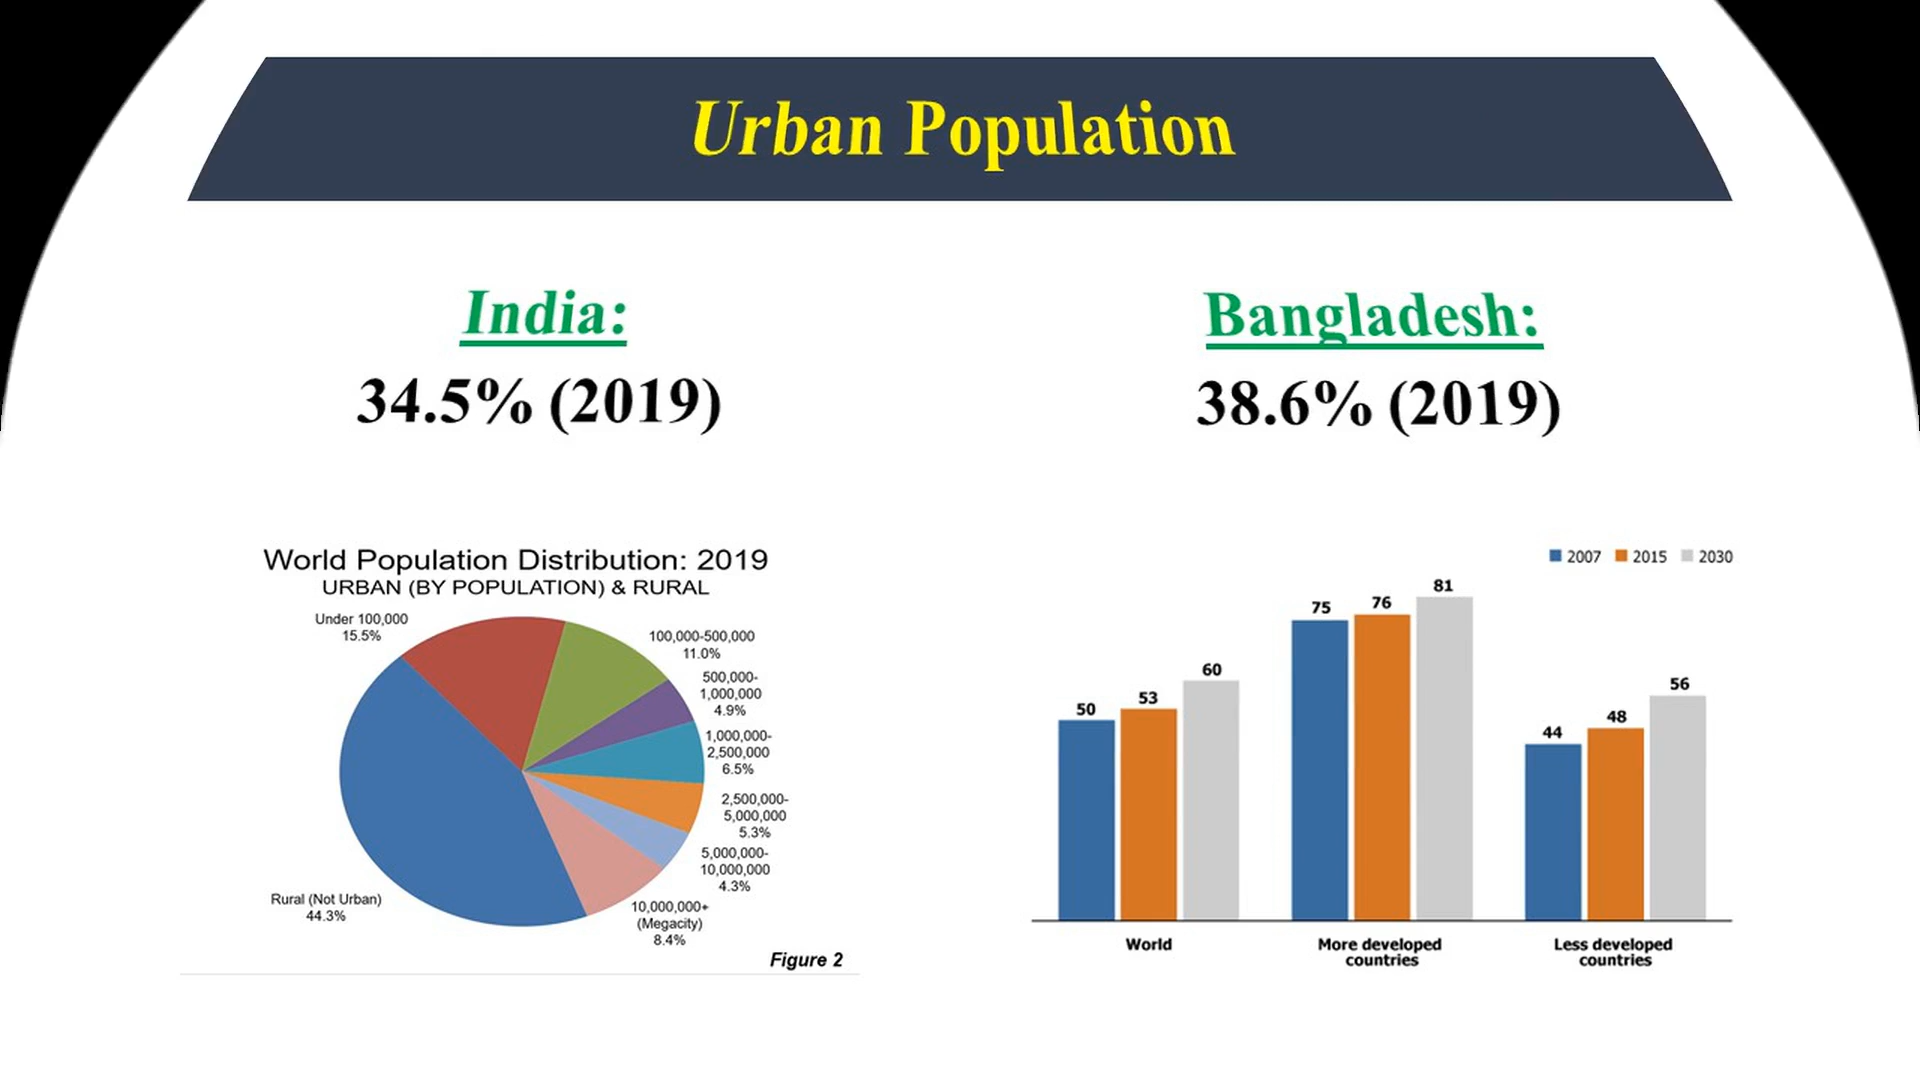 Urban Population
India:
34.5% (2019)
Bangladesh:
38.6% (2019)
World Population Distribution: 2019
URBAN (BY POPULATION) & RURAL
Under 100,000
15.5%
100,000-500,000
11.0%
500,000-
1,000,000
4.9%
1,000,000-
2,500,000
6.5%
2,500,000-
5,000,000
5.3%
5,000,000-
10,000,000
4.3%
10,000,000+
(Megacity)
8.4%
Rural (Not Urban)
44.3%
Figure 2
2007 2015 2030
50 53 60
75 76 81
44 48 56
World
More developed
countries
Less developed
countries